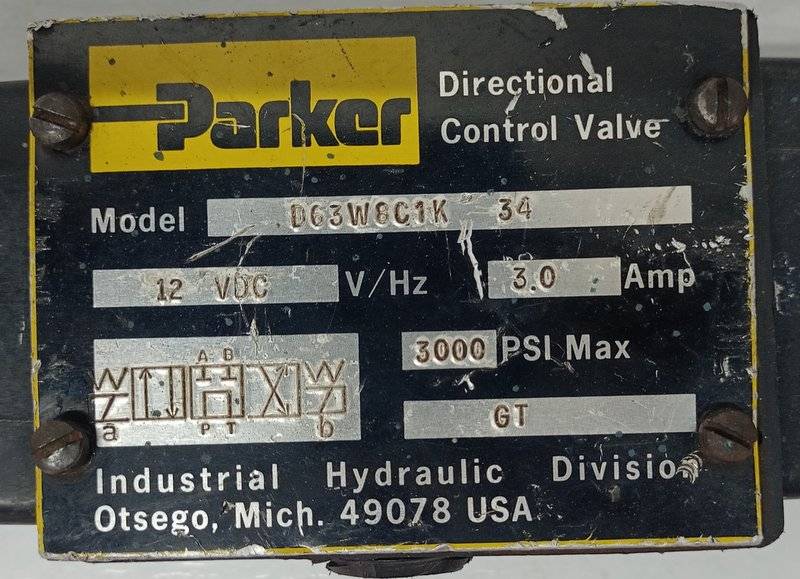 Parker
Directional
Control Valve
Model D63W8C1K 34
12 VDC V/Hz 3.0 Amp
A B
3000 PSI Max
a P T b
GT
Industrial Hydraulic Division
Otsego, Mich. 49078 USA